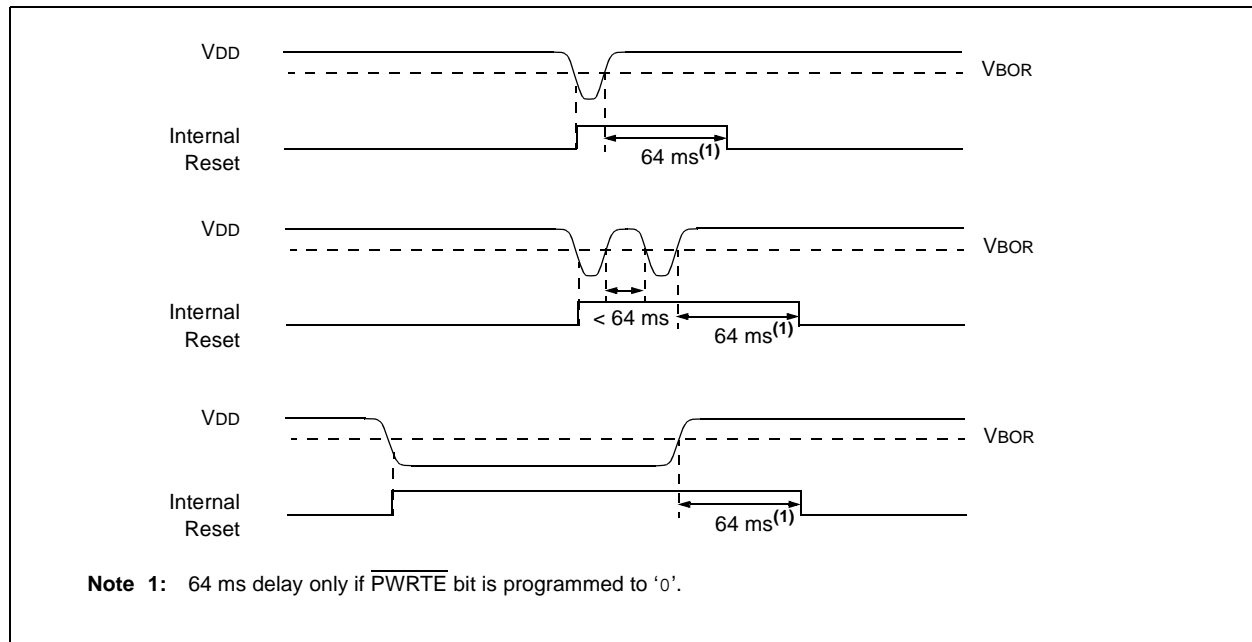 VDD
VBOR
Internal
Reset
64 ms(1)
VDD
VBOR
Internal
Reset
< 64 ms
64 ms(1)
VDD
VBOR
Internal
Reset
64 ms(1)
Note 1: 64 ms delay only if PWRTE bit is programmed to ‘0’.